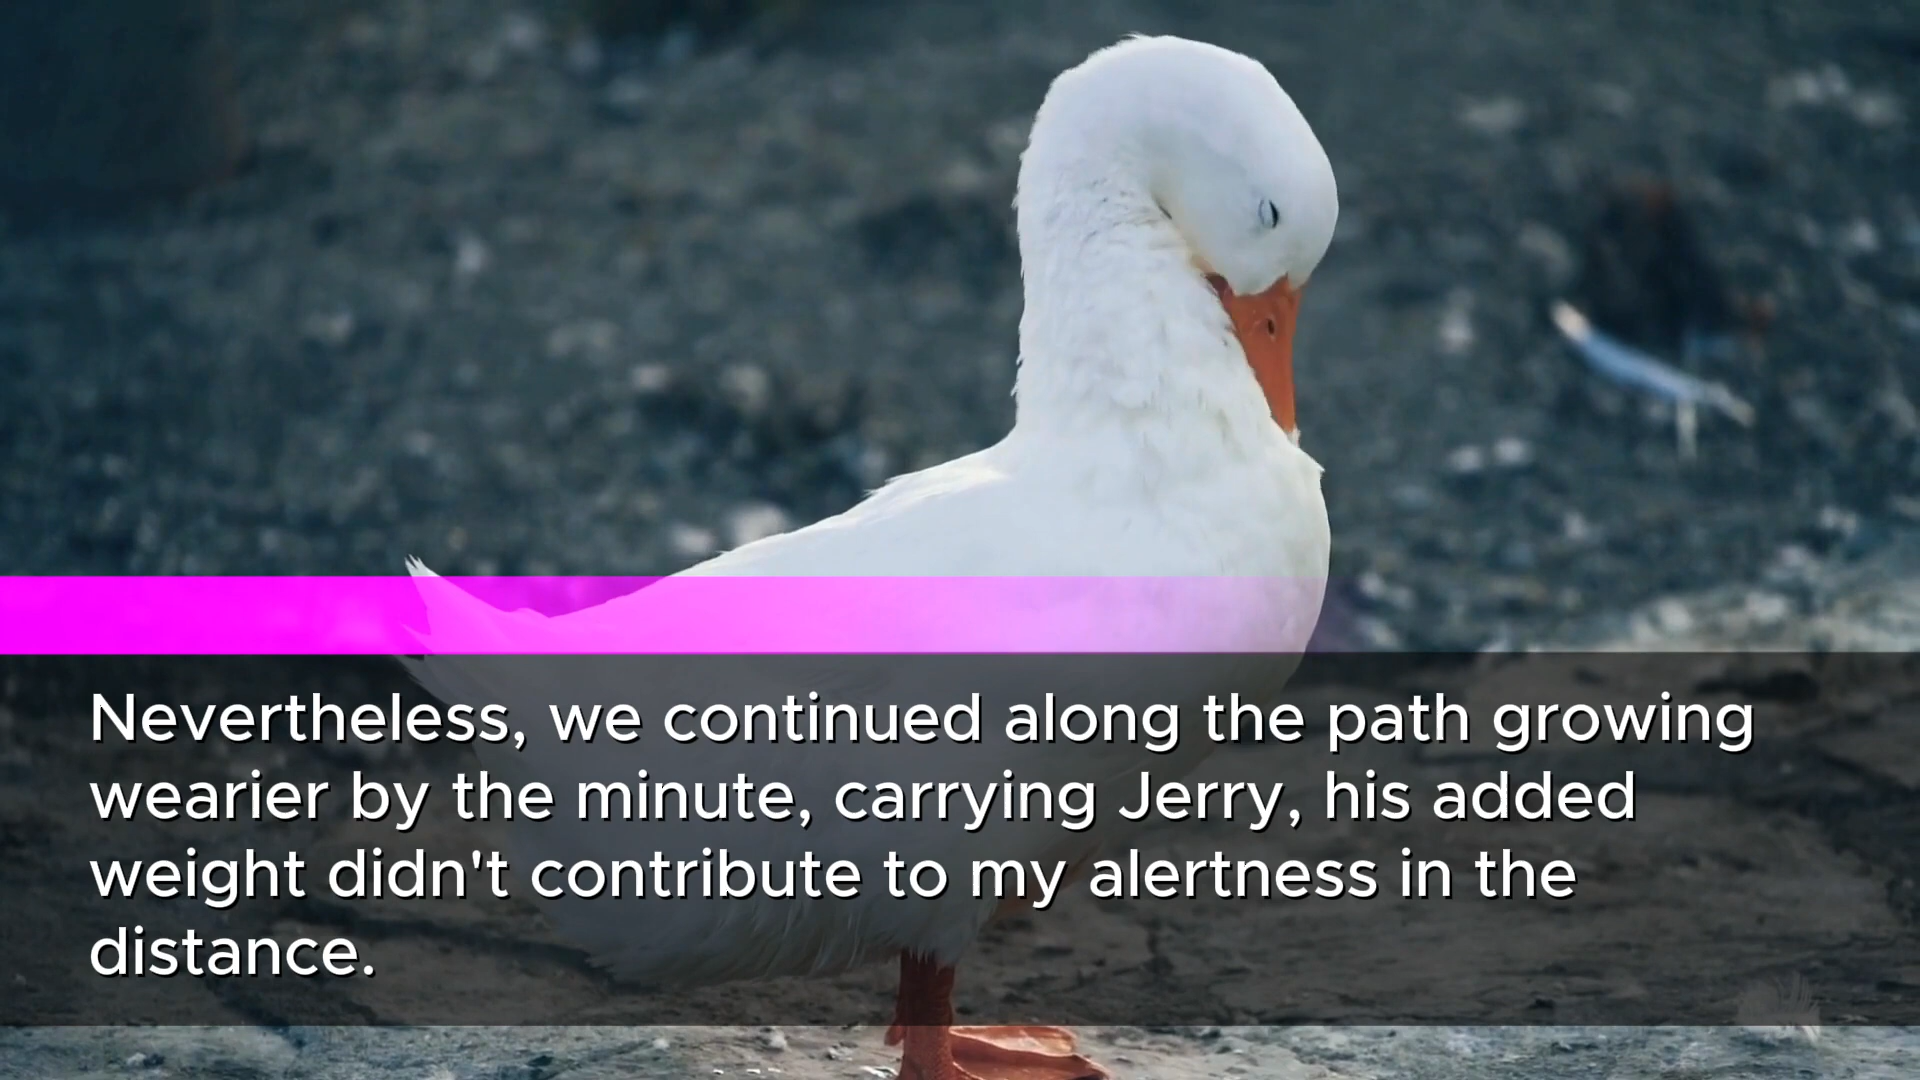 Nevertheless, we continued along the path growing
wearier by the minute, carrying Jerry, his added
weight didn't contribute to my alertness in the
distance.